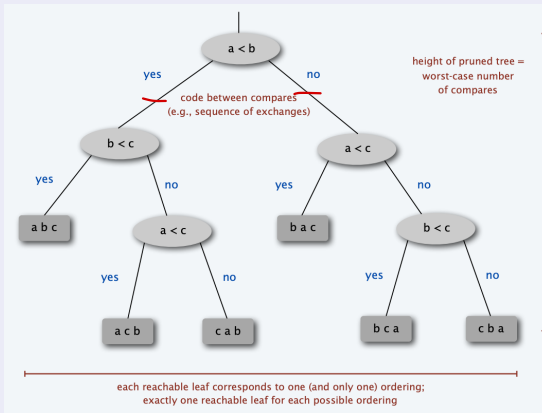 a < b
yes
no
height of pruned tree =
worst-case number
of compares
code between compares
(e.g., sequence of exchanges)
b < c
a < c
yes
no
yes
no
a b c
a < c
b a c
b < c
yes
no
yes
no
a c b
c a b
b c a
c b a
each reachable leaf corresponds to one (and only one) ordering;
exactly one reachable leaf for each possible ordering